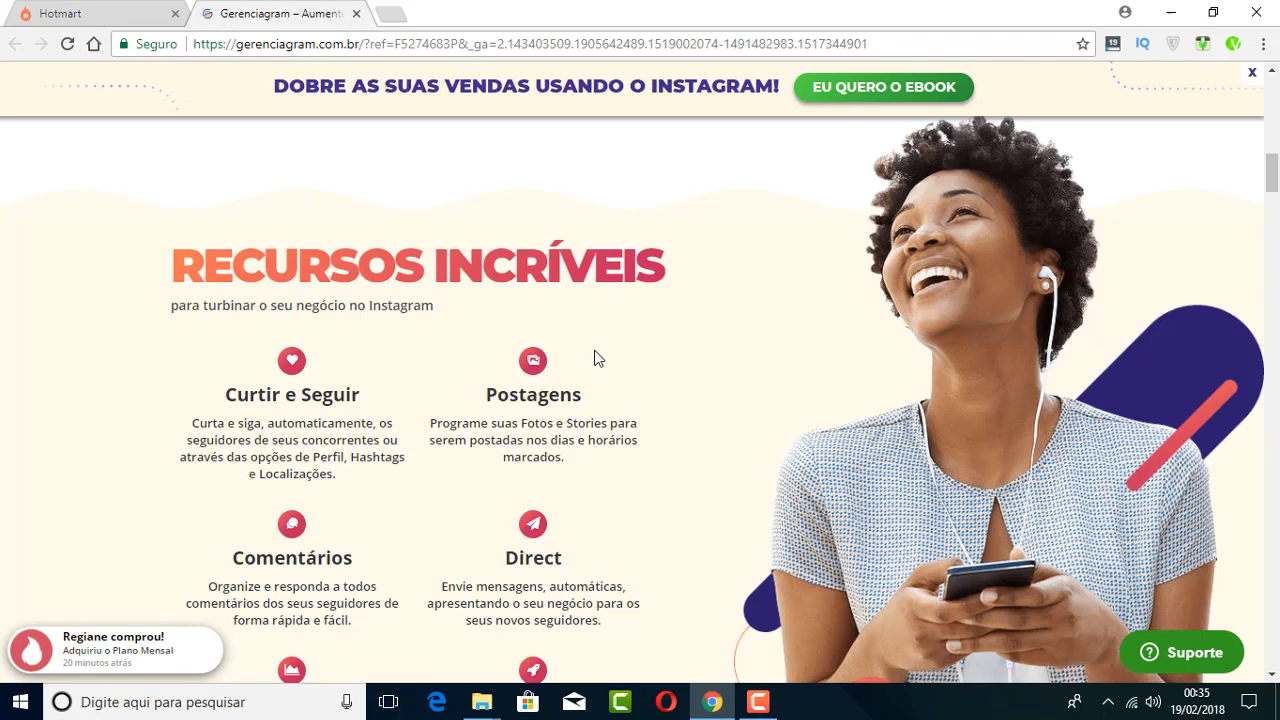 Hotmart
Gerenciagram – Aument
Seguro
https://gerenciagram.com.br/?ref=F5274683P&_ga=2.143403509.1905642489.1519902074-1491482983.1517344901
19
IQ
DOBRE AS SUAS VENDAS USANDO O INSTAGRAM!
EU QUERO O EBOOK
X
RECURSOS INCRÍVEIS
para turbinar o seu negócio no Instagram
Curtir e Seguir
Curta e siga, automaticamente, os
seguidores de seus concorrentes ou
através das opções de Perfil, Hashtags
e Localizações.
Postagens
Programe suas Fotos e Stories para
serem postadas nos dias e horários
marcados.
Comentários
Organize e responda a todos
comentários dos seus seguidores de
forma rápida e fácil.
Direct
Envie mensagens, automáticas,
apresentando o seu negócio para os
seus novos seguidores.
Regiane comprou!
Adquiriu o Plano Mensal
20 minutos atrás
Suporte
Digite aqui para pesquisar
00:35
19/02/2018